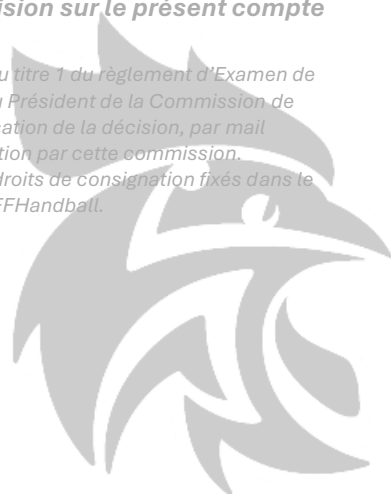 ision sur le présent compte
u titre 1 du règlement d'Examen de
u Président de la Commission de
ation de la décision, par mail
tion par cette commission.
droits de consignation fixés dans le
FFHandball.